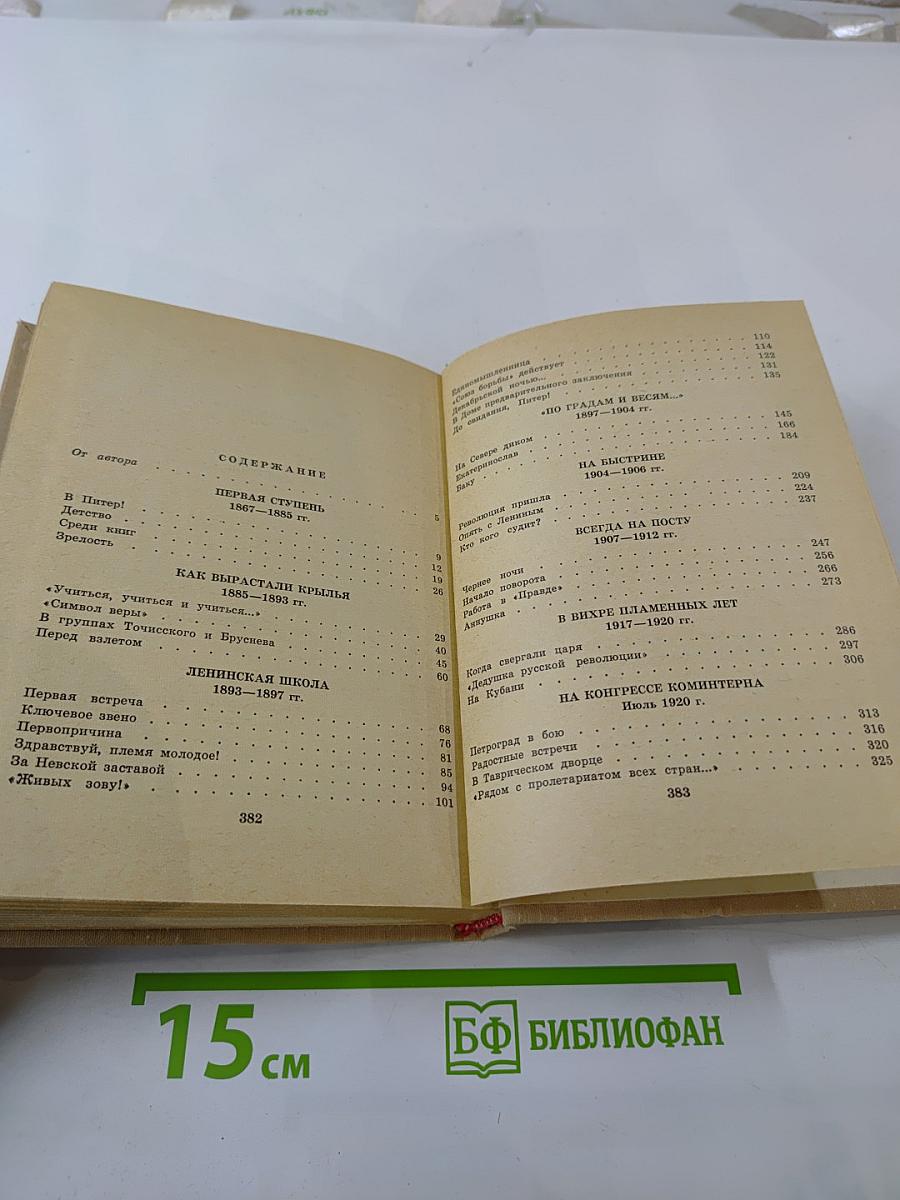 СОДЕРЖАНИЕ
От автора . . . . . . . . . . . . 5
ПЕРВАЯ СТУПЕНЬ
1867—1885 гг.
В Питер! . . . . . . . . . . . . 9
Детство . . . . . . . . . . . . 12
Среди книг . . . . . . . . . . . . 19
Зрелость . . . . . . . . . . . . 26
КАК ВЫРАСТАЛИ КРЫЛЬЯ
1885—1893 гг.
«Учиться, учиться и учиться...» . . . . . . . . 29
«Символ веры» . . . . . . . . . . . . 40
В группах Точисского и Бруснева . . . . . . . . 45
Перед взлетом . . . . . . . . . . . . 60
ЛЕНИНСКАЯ ШКОЛА
1893—1897 гг.
Первая встреча . . . . . . . . . . . . 68
Ключевое звено . . . . . . . . . . . . 76
Первопричина . . . . . . . . . . . . 81
Здравствуй, племя молодое! . . . . . . . . . 85
За Невской заставой . . . . . . . . . . . . 94
«Живых зову!» . . . . . . . . . . . . 101
382
Единомышленница . . . . . . . . . . . . 110
«Союз борьбы» действует . . . . . . . . . . . . 114
Декабрьской ночью... . . . . . . . . . . . . 122
В Доме предварительного заключения . . . . . . 131
До свидания, Питер! . . . . . . . . . . . . 135
«ПО ГРАДАМ И ВЕСЯМ...»
1897—1904 гг.
На Севере диком . . . . . . . . . . . . 145
Екатеринослав . . . . . . . . . . . . 166
Баку . . . . . . . . . . . . 184
НА БЫСТРИНЕ
1904—1906 гг.
Революция пришла . . . . . . . . . . . . 209
Опять с Лениным . . . . . . . . . . . . 224
Кто кого судит? . . . . . . . . . . . . 237
ВСЕГДА НА ПОСТУ
1907—1912 гг.
Чернее ночи . . . . . . . . . . . . 247
Начало поворота . . . . . . . . . . . . 256
Работа в «Правде» . . . . . . . . . . . . 266
Аннушка . . . . . . . . . . . . 273
В ВИХРЕ ПЛАМЕННЫХ ЛЕТ
1917—1920 гг.
Когда свергали царя . . . . . . . . . . . . 286
«Дедушка русской революции» . . . . . . . . . 297
На Кубани . . . . . . . . . . . . 306
НА КОНГРЕССЕ КОМИНТЕРНА
Июль 1920 г.
Петроград в бою . . . . . . . . . . . . 313
Радостные встречи . . . . . . . . . . . . 316
В Таврическом дворце . . . . . . . . . . . . 320
«Рядом с пролетариатом всех стран...» . . . . . . 325
383
15 см
БФ БИБЛИОФАН